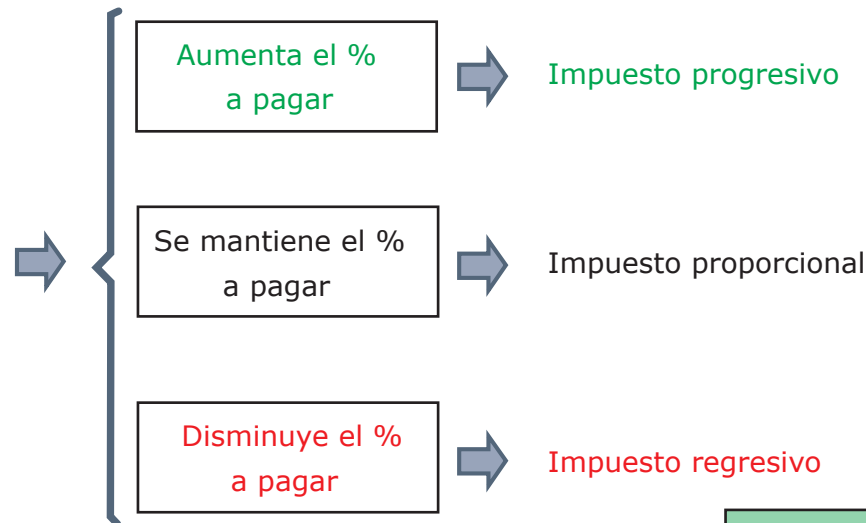 Aumenta el %
a pagar
Impuesto progresivo
Se mantiene el %
a pagar
Impuesto proporcional
Disminuye el %
a pagar
Impuesto regresivo